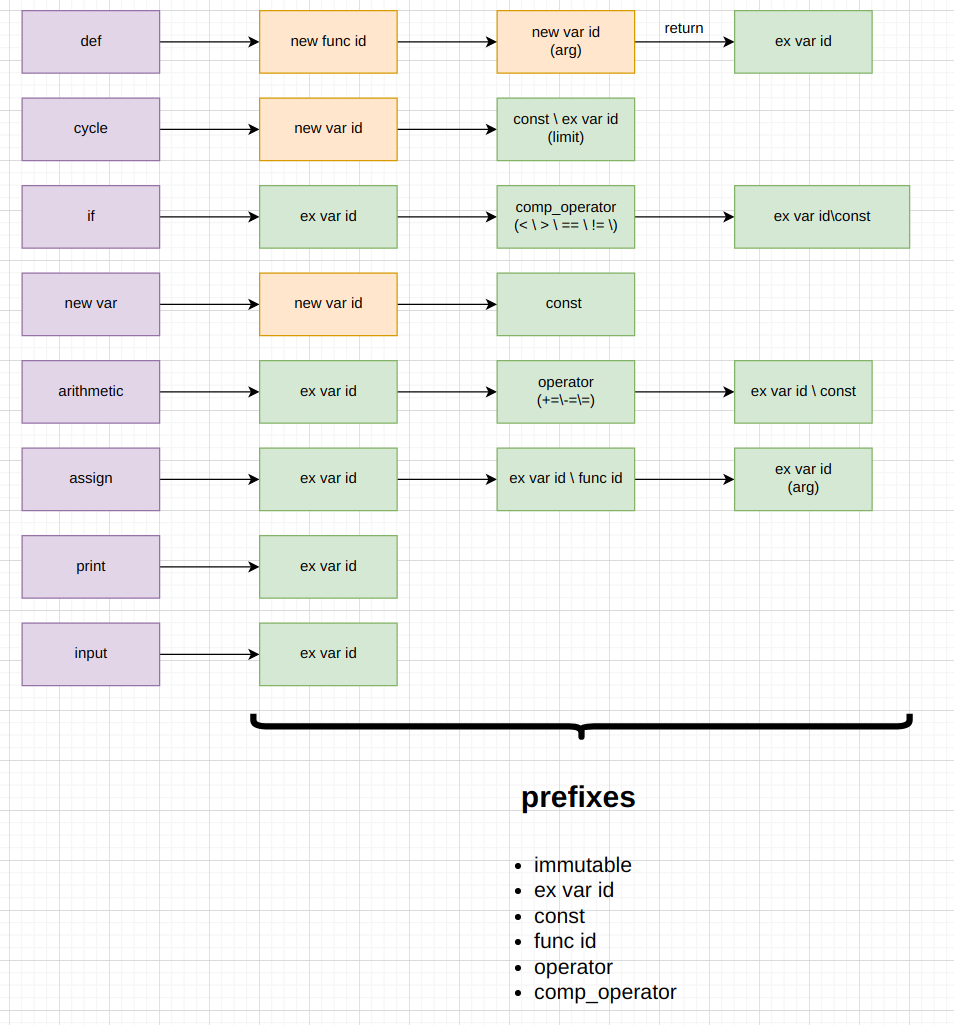 def
new func id
new var id
(arg)
return
ex var id
cycle
new var id
const \ ex var id
(limit)
if
ex var id
comp_operator
(< \ > \ == \ != \)
ex var id\const
new var
new var id
const
arithmetic
ex var id
operator
(+=\-=\=)
ex var id \ const
assign
ex var id
ex var id \ func id
ex var id
(arg)
print
ex var id
input
ex var id
prefixes
• immutable
• ex var id
• const
• func id
• operator
• comp_operator